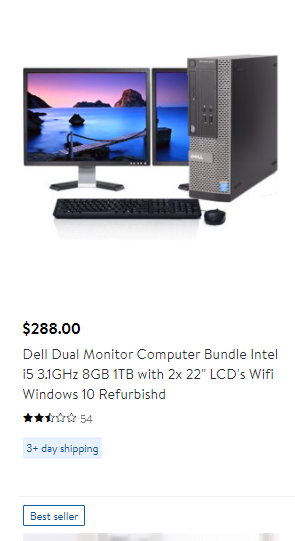 DELL
$288.00
Dell Dual Monitor Computer Bundle Intel
i5 3.1GHz 8GB 1TB with 2x 22" LCD's Wifi
Windows 10 Refurbishd
54
3+ day shipping
Best seller